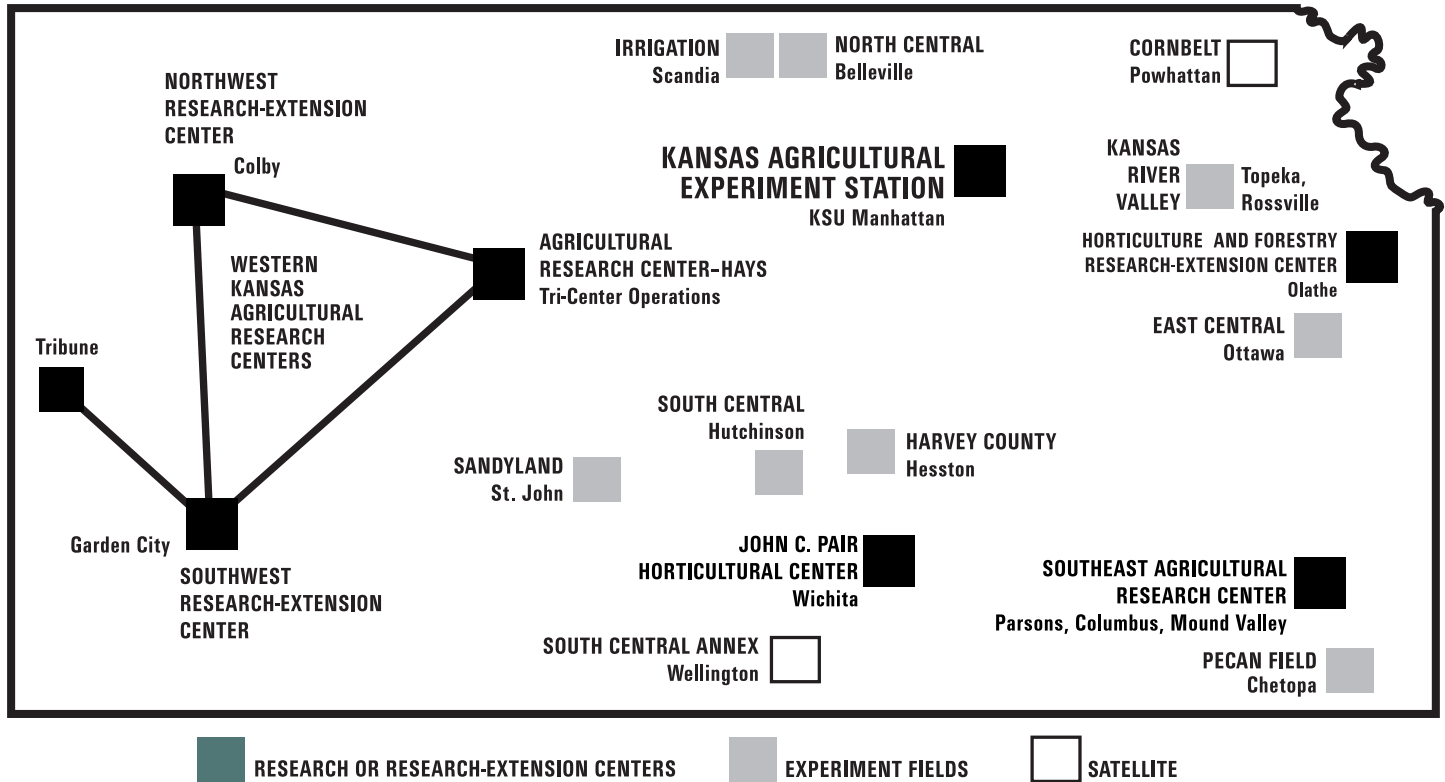 IRRIGATION
Scandia
NORTH CENTRAL
Belleville
CORNBELT
Powhattan
NORTHWEST
RESEARCH-EXTENSION
CENTER
Colby
KANSAS AGRICULTURAL
EXPERIMENT STATION
KSU Manhattan
KANSAS
RIVER
VALLEY
Topeka,
Rossville
AGRICULTURAL
RESEARCH CENTER-HAYS
Tri-Center Operations
HORTICULTURE AND FORESTRY
RESEARCH-EXTENSION CENTER
Olathe
WESTERN
KANSAS
AGRICULTURAL
RESEARCH
CENTERS
EAST CENTRAL
Ottawa
Tribune
SOUTH CENTRAL
Hutchinson
HARVEY COUNTY
Hesston
SANDYLAND
St. John
Garden City
SOUTHWEST
RESEARCH-EXTENSION
CENTER
JOHN C. PAIR
HORTICULTURAL CENTER
Wichita
SOUTHEAST AGRICULTURAL
RESEARCH CENTER
Parsons, Columbus, Mound Valley
SOUTH CENTRAL ANNEX
Wellington
PECAN FIELD
Chetopa
RESEARCH OR RESEARCH-EXTENSION CENTERS
EXPERIMENT FIELDS
SATELLITE